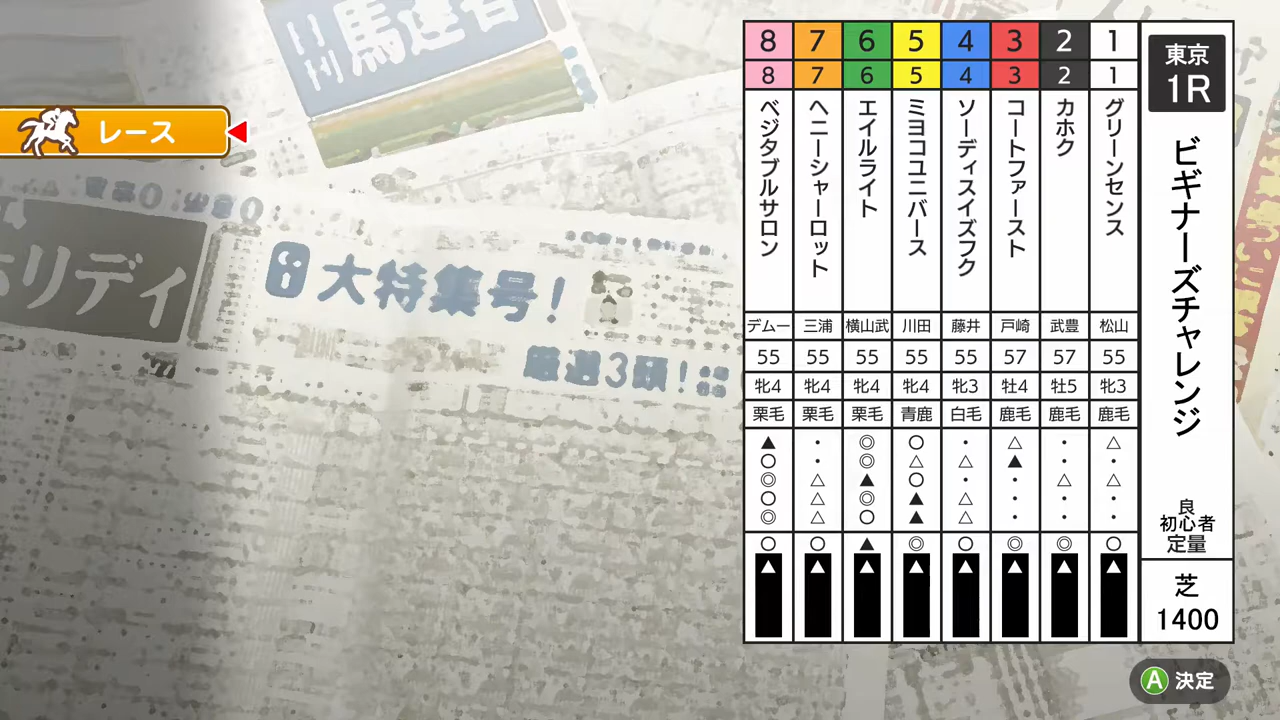 馬運者
レース
リディ
8大特集号!
厳選3頭!
8 7 6 5 4 3 2 1
8 7 6 5 4 3 2 1
東京
1R
ビギナーズチャレンジ
良
初心者
定量
芝
1400
グリーンセンス
カホク
コートファースト
ソーディスイズフク
ミヨコユニバース
エイルライト
ヘニーシャーロット
ベジタブルサロン
デムー 三浦 横山武 川田 藤井 戸崎 武豊 松山
55 55 55 55 55 57 57 55
牝4 牝4 牝4 牝4 牝3 牡4 牡5 牝3
栗毛 栗毛 栗毛 青鹿 白毛 鹿毛 鹿毛 鹿毛
▲ ・ ◎ ○ ・ △ ・ △
○ ・ ◎ △ △ ▲ ・ ・
◎ △ ▲ ○ ・ ・ △ △
○ △ ◎ ▲ △ ・ ・ ・
◎ △ ○ ▲ △ ・ ・ ・
○ ○ ▲ ◎ ○ ◎ ◎ ○
△ △ △ △ △ △ △ △
A 決定